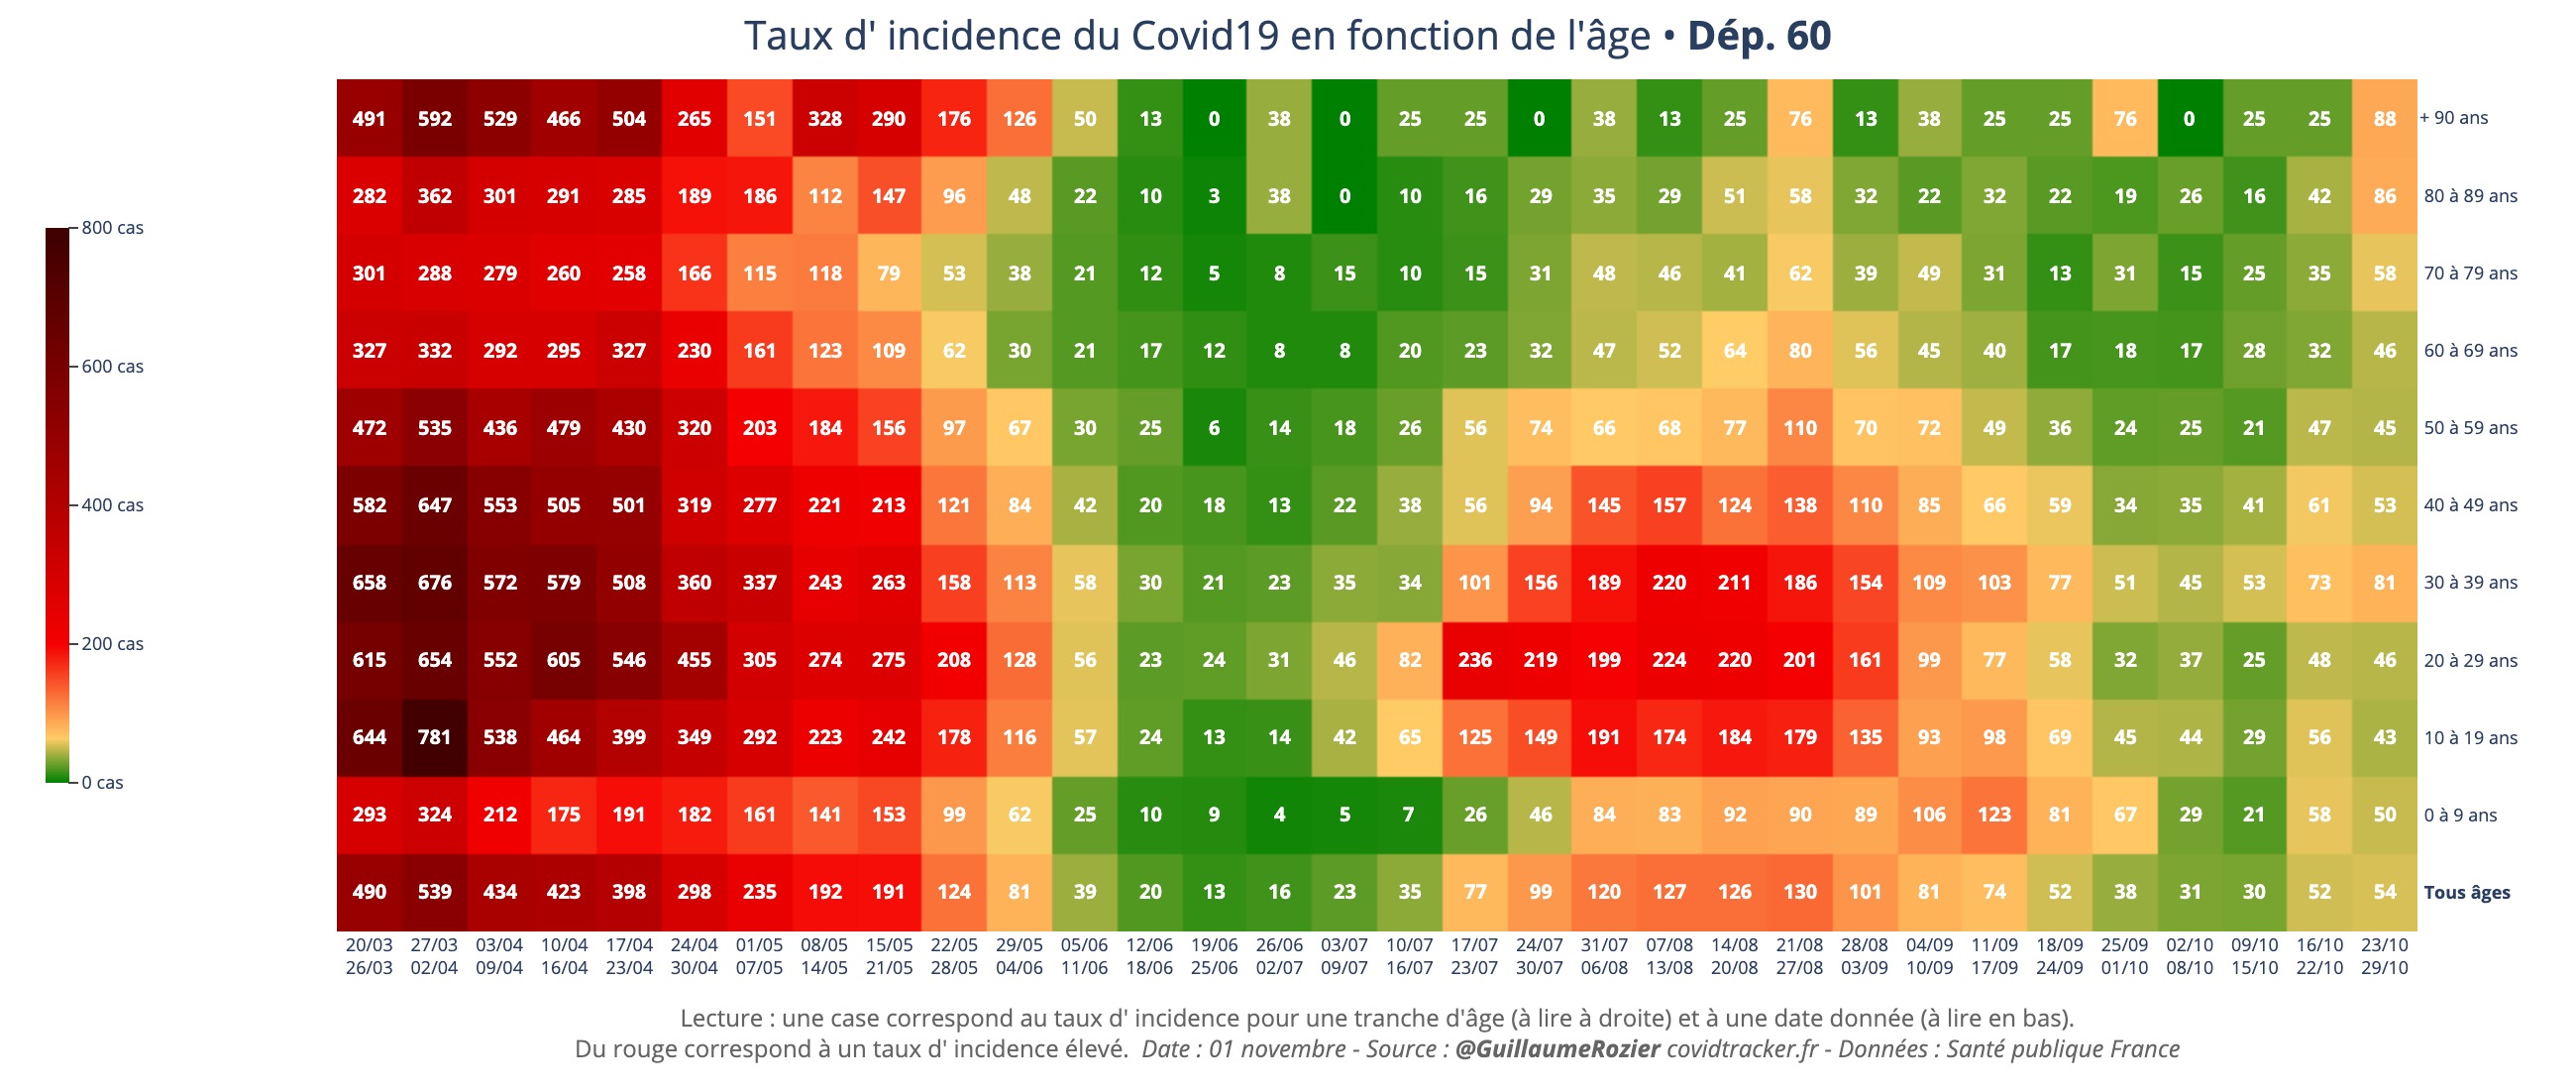 Taux d' incidence du Covid19 en fonction de l'âge • Dép. 60
800 cas
600 cas
400 cas
200 cas
0 cas
491 592 529 466 504 265 151 328 290 176 126 50 13 0 38 0 25 25 0 38 13 25 76 13 38 25 25 76 0 25 25 88 + 90 ans
282 362 301 291 285 189 186 112 147 96 48 22 10 3 38 0 10 16 29 35 29 51 58 32 22 32 22 19 26 16 42 86 80 à 89 ans
301 288 279 260 258 166 115 118 79 53 38 21 12 5 8 15 10 15 31 48 46 41 62 39 49 31 13 31 15 25 35 58 70 à 79 ans
327 332 292 295 327 230 161 123 109 62 30 21 17 12 8 8 20 23 32 47 52 64 80 56 45 40 17 18 17 28 32 46 60 à 69 ans
472 535 436 479 430 320 203 184 156 97 67 30 25 6 14 18 26 56 74 66 68 77 110 70 72 49 36 24 25 21 47 45 50 à 59 ans
582 647 553 505 501 319 277 221 213 121 84 42 20 18 13 22 38 56 94 145 157 124 138 110 85 66 59 34 35 41 61 53 40 à 49 ans
658 676 572 579 508 360 337 243 263 158 113 58 30 21 23 35 34 101 156 189 220 211 186 154 109 103 77 51 45 53 73 81 30 à 39 ans
615 654 552 605 546 455 305 274 275 208 128 56 23 24 31 46 82 236 219 199 224 220 201 161 99 77 58 32 37 25 48 46 20 à 29 ans
644 781 538 464 399 349 292 223 242 178 116 57 24 13 14 42 65 125 149 191 174 184 179 135 93 98 69 45 44 29 56 43 10 à 19 ans
293 324 212 175 191 182 161 141 153 99 62 25 10 9 4 5 7 26 46 84 83 92 90 89 106 123 81 67 29 21 58 50 0 à 9 ans
490 539 434 423 398 298 235 192 191 124 81 39 20 13 16 23 35 77 99 120 127 126 130 101 81 74 52 38 31 30 52 54 Tous âges
20/03 27/03 03/04 10/04 17/04 24/04 01/05 08/05 15/05 22/05 29/05 05/06 12/06 19/06 26/06 03/07 10/07 17/07 24/07 31/07 07/08 14/08 21/08 28/08 04/09 11/09 18/09 25/09 02/10 09/10 16/10 23/10
26/03 02/04 09/04 16/04 23/04 30/04 07/05 14/05 21/05 28/05 04/06 11/06 18/06 25/06 02/07 09/07 16/07 23/07 30/07 06/08 13/08 20/08 27/08 03/09 10/09 17/09 24/09 01/10 08/10 15/10 22/10 29/10
Lecture : une case correspond au taux d' incidence pour une tranche d'âge (à lire à droite) et à une date donnée (à lire en bas).
Du rouge correspond à un taux d' incidence élevé. Date : 01 novembre - Source : @GuillaumeRozier covidtracker.fr - Données : Santé publique France